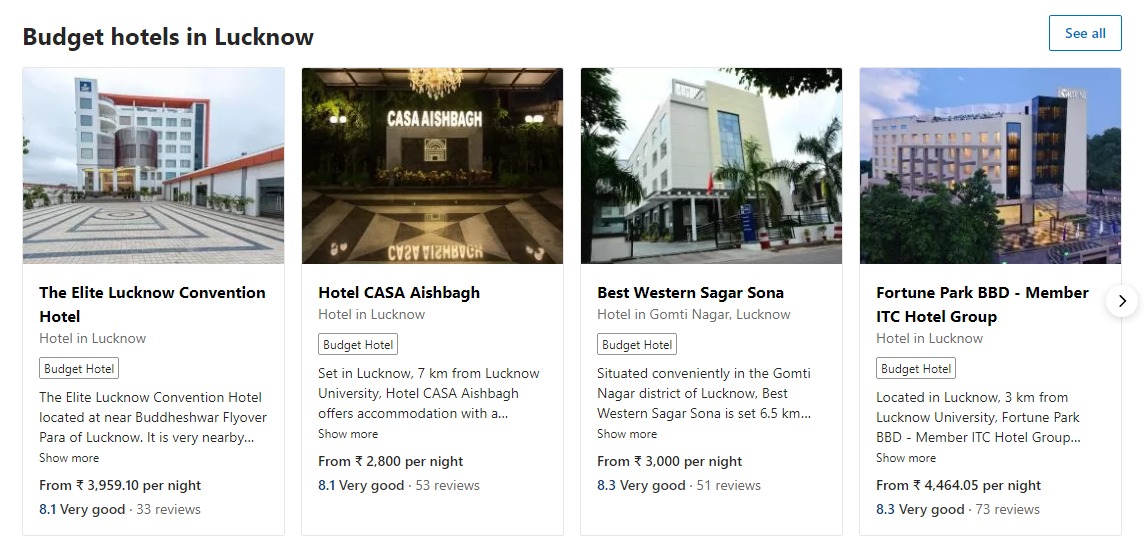 Budget hotels in Lucknow
See all
CASA AISHBAGH
CASA AISHBAGH
The Elite Lucknow Convention
Hotel
Hotel in Lucknow
Budget Hotel
The Elite Lucknow Convention Hotel
located at near Buddheshwar Flyover
Para of Lucknow. It is very nearby...
Show more
From ₹ 3,959.10 per night
8.1 Very good · 33 reviews
Hotel CASA Aishbagh
Hotel in Lucknow
Budget Hotel
Set in Lucknow, 7 km from Lucknow
University, Hotel CASA Aishbagh
offers accommodation with a...
Show more
From ₹ 2,800 per night
8.1 Very good · 53 reviews
Best Western Sagar Sona
Hotel in Gomti Nagar, Lucknow
Budget Hotel
Situated conveniently in the Gomti
Nagar district of Lucknow, Best
Western Sagar Sona is set 6.5 km...
Show more
From ₹ 3,000 per night
8.3 Very good · 51 reviews
Fortune Park BBD - Member
ITC Hotel Group
Hotel in Lucknow
Budget Hotel
Located in Lucknow, 3 km from
Lucknow University, Fortune Park
BBD - Member ITC Hotel Group...
Show more
From ₹ 4,464.05 per night
8.3 Very good · 73 reviews